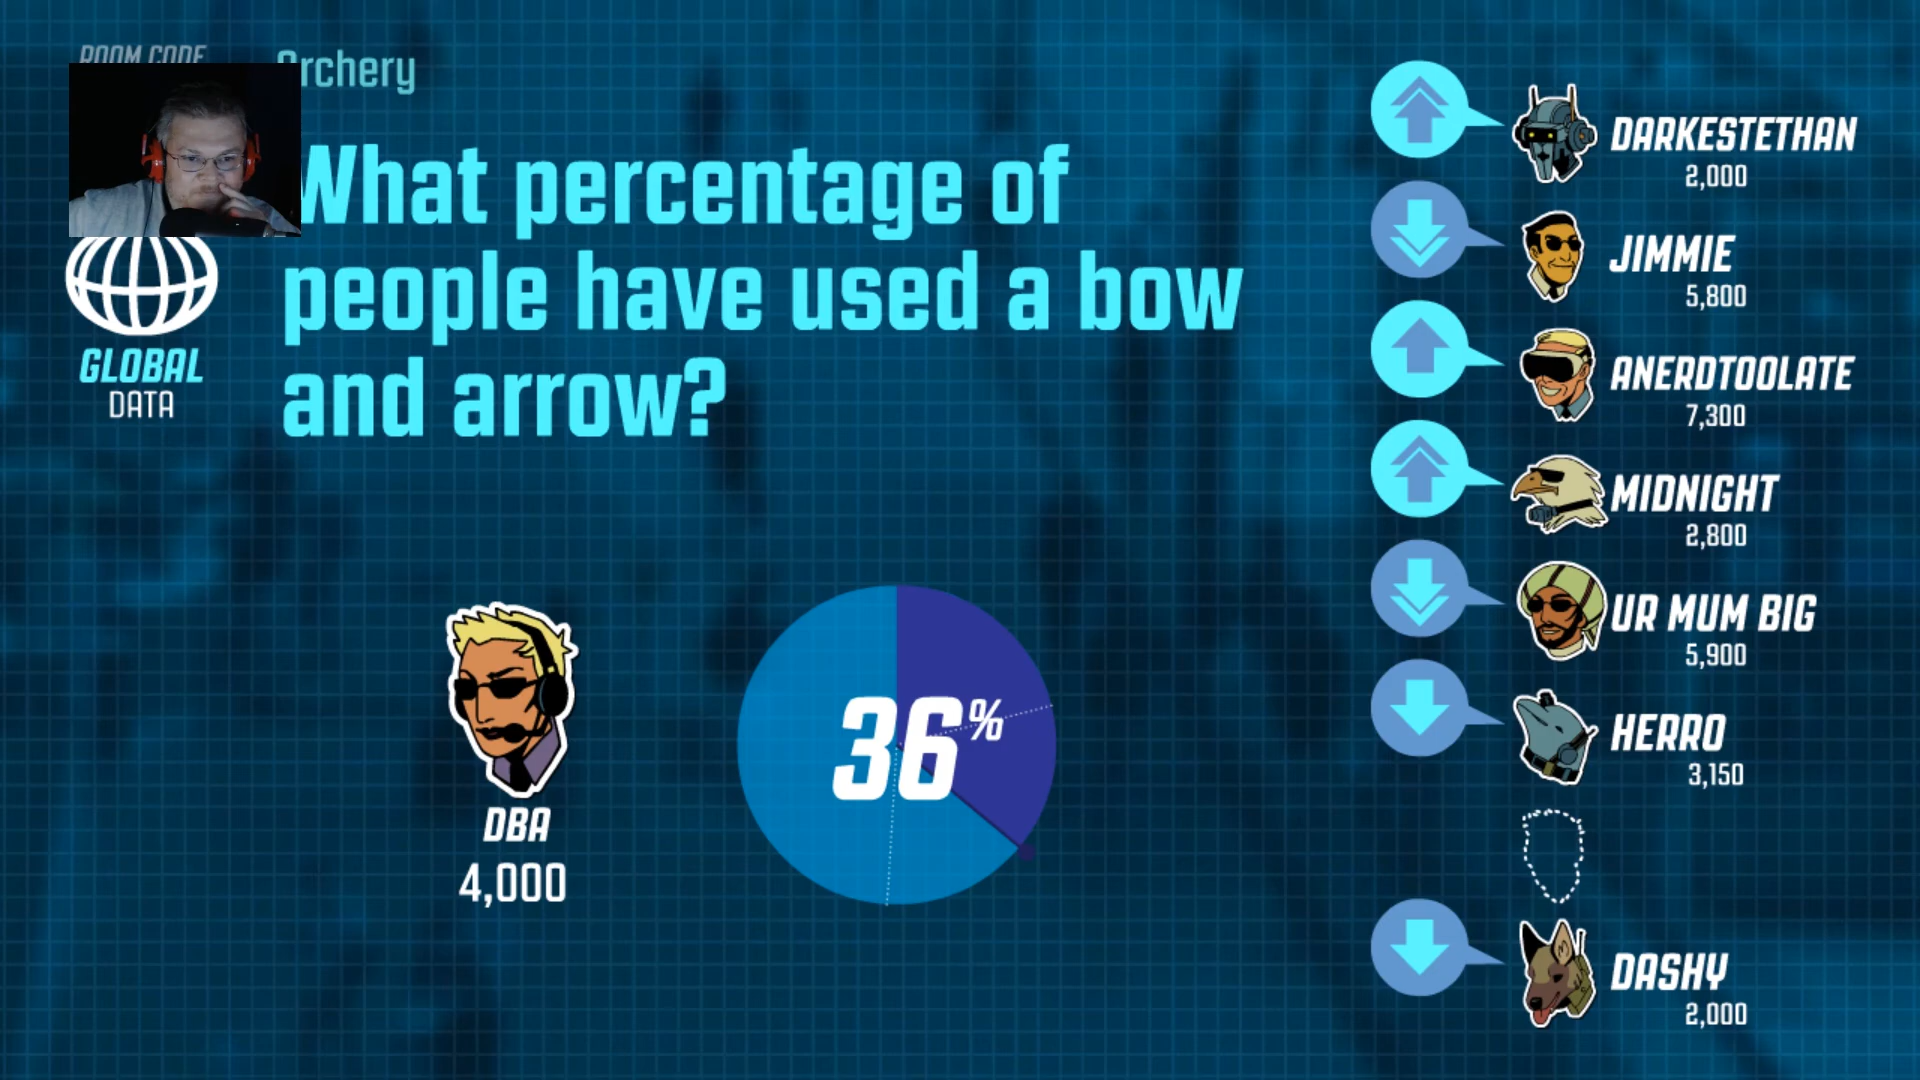 ROOM CODE
Archery
What percentage of
people have used a bow
and arrow?
GLOBAL
DATA
36%
DBA
4,000
DARKESTETHAN
2,000
JIMMIE
5,800
ANERDTOOLATE
7,300
MIDNIGHT
2,800
UR MUM BIG
5,900
HERRO
3,150
DASHY
2,000